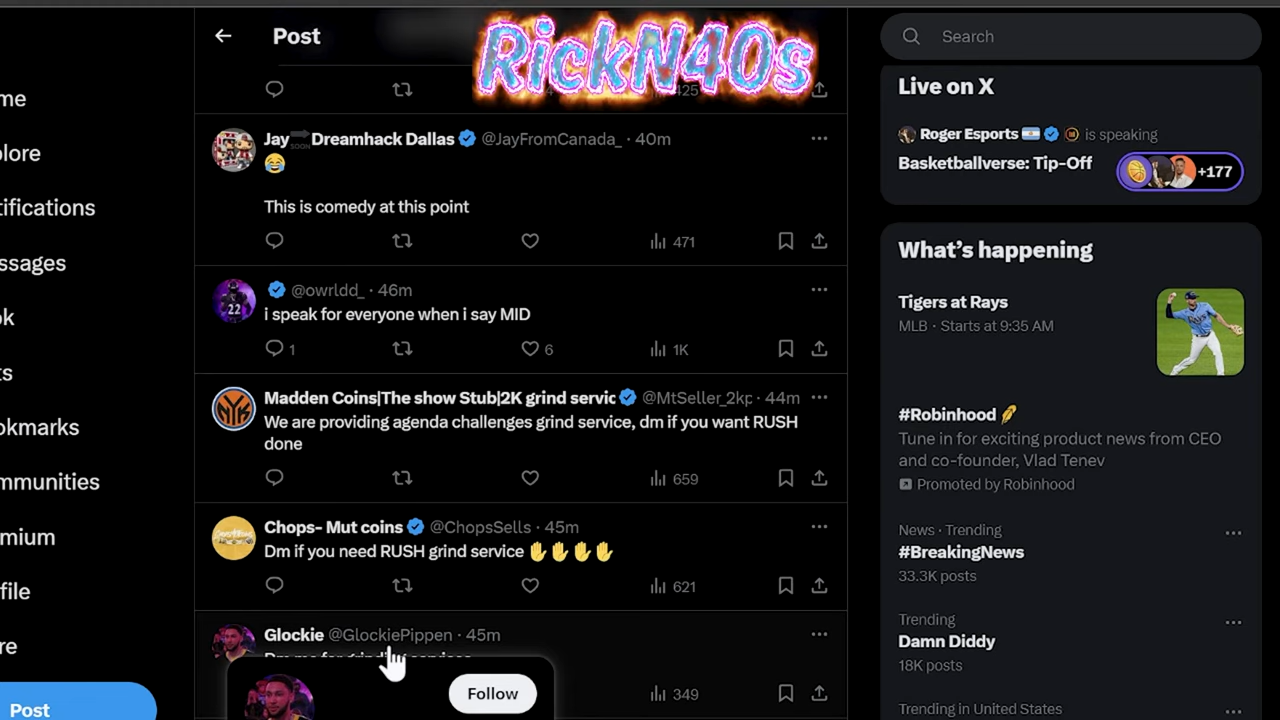 Post
RickN40s
Search
me
plore
tifications
ssages
ok
ts
okmarks
mmunities
emium
file
re
Post
425
Jay SOON Dreamhack Dallas @JayFromCanada_ · 40m
😂
This is comedy at this point
471
@owrldd_ · 46m
i speak for everyone when i say MID
1 6 1K
Madden Coins|The show Stub|2K grind servic @MtSeller_2kp · 44m
We are providing agenda challenges grind service, dm if you want RUSH
done
659
Chops- Mut coins @ChopsSells · 45m
Dm if you need RUSH grind service ✋✋✋✋
621
Glockie @GlockiePippen · 45m
Dm me for grinding services
349
Follow
Live on X
Roger Esports 🇦🇷 is speaking
Basketballverse: Tip-Off
+177
What's happening
Tigers at Rays
MLB · Starts at 9:35 AM
#Robinhood
Tune in for exciting product news from CEO
and co-founder, Vlad Tenev
Promoted by Robinhood
News · Trending
#BreakingNews
33.3K posts
Trending
Damn Diddy
18K posts
Trending in United States